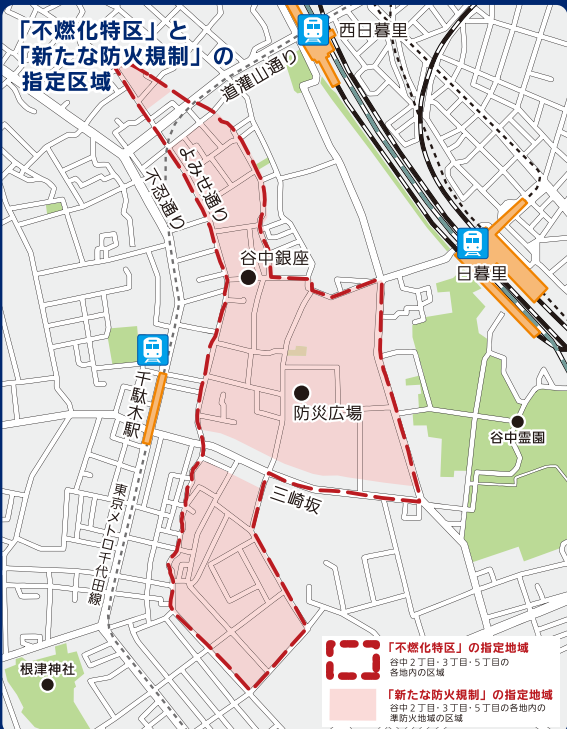 「不燃化特区」と
「新たな防火規制」の
指定区域
西日暮里
道灌山通り
よみせ通り
不忍通り
谷中銀座
日暮里
千駄木駅
防災広場
谷中霊園
三崎坂
東京メトロ千代田線
根津神社
「不燃化特区」の指定地域
谷中２丁目・３丁目・５丁目の
各地内の区域
「新たな防火規制」の指定地域
谷中２丁目・３丁目・５丁目の各地内の
準防火地域の区域